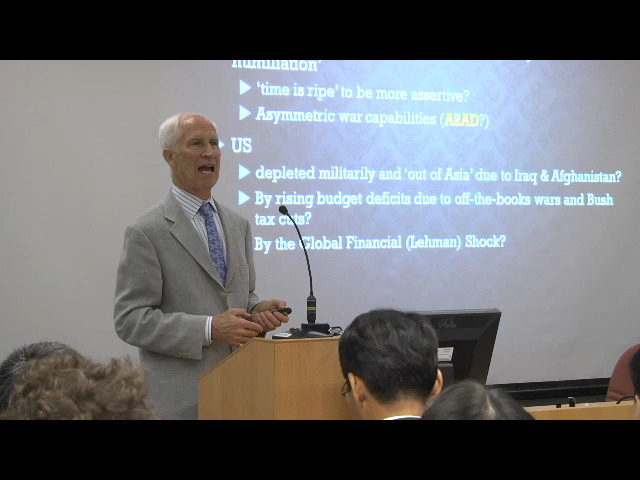 humiliation'
'time is ripe' to be more assertive?
Asymmetric war capabilities (A2AD?)
US
depleted militarily and 'out of Asia' due to Iraq & Afghanistan?
By rising budget deficits due to off-the-books wars and Bush
tax cuts?
By the Global Financial (Lehman) Shock?
DELL